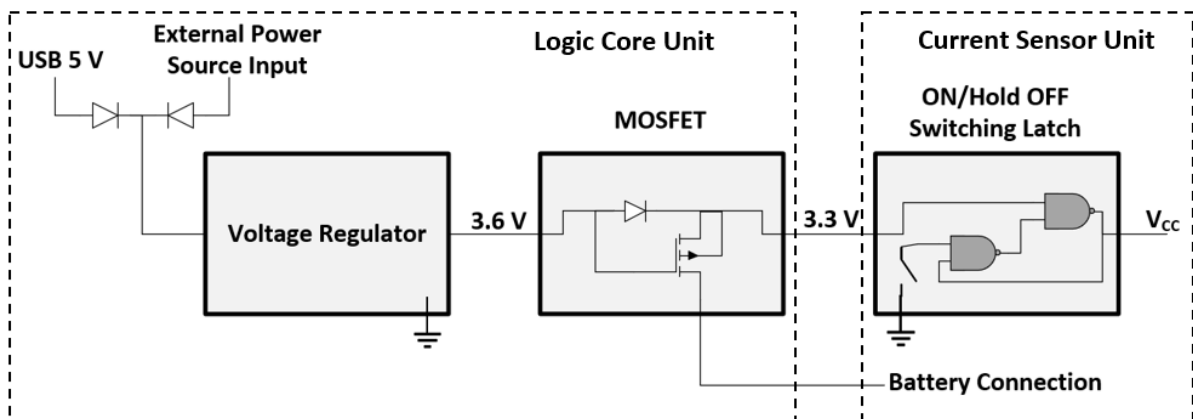 External Power
Source Input
USB 5 V
Logic Core Unit
Current Sensor Unit
MOSFET
ON/Hold OFF
Switching Latch
Voltage Regulator
3.6 V
3.3 V
VCC
Battery Connection